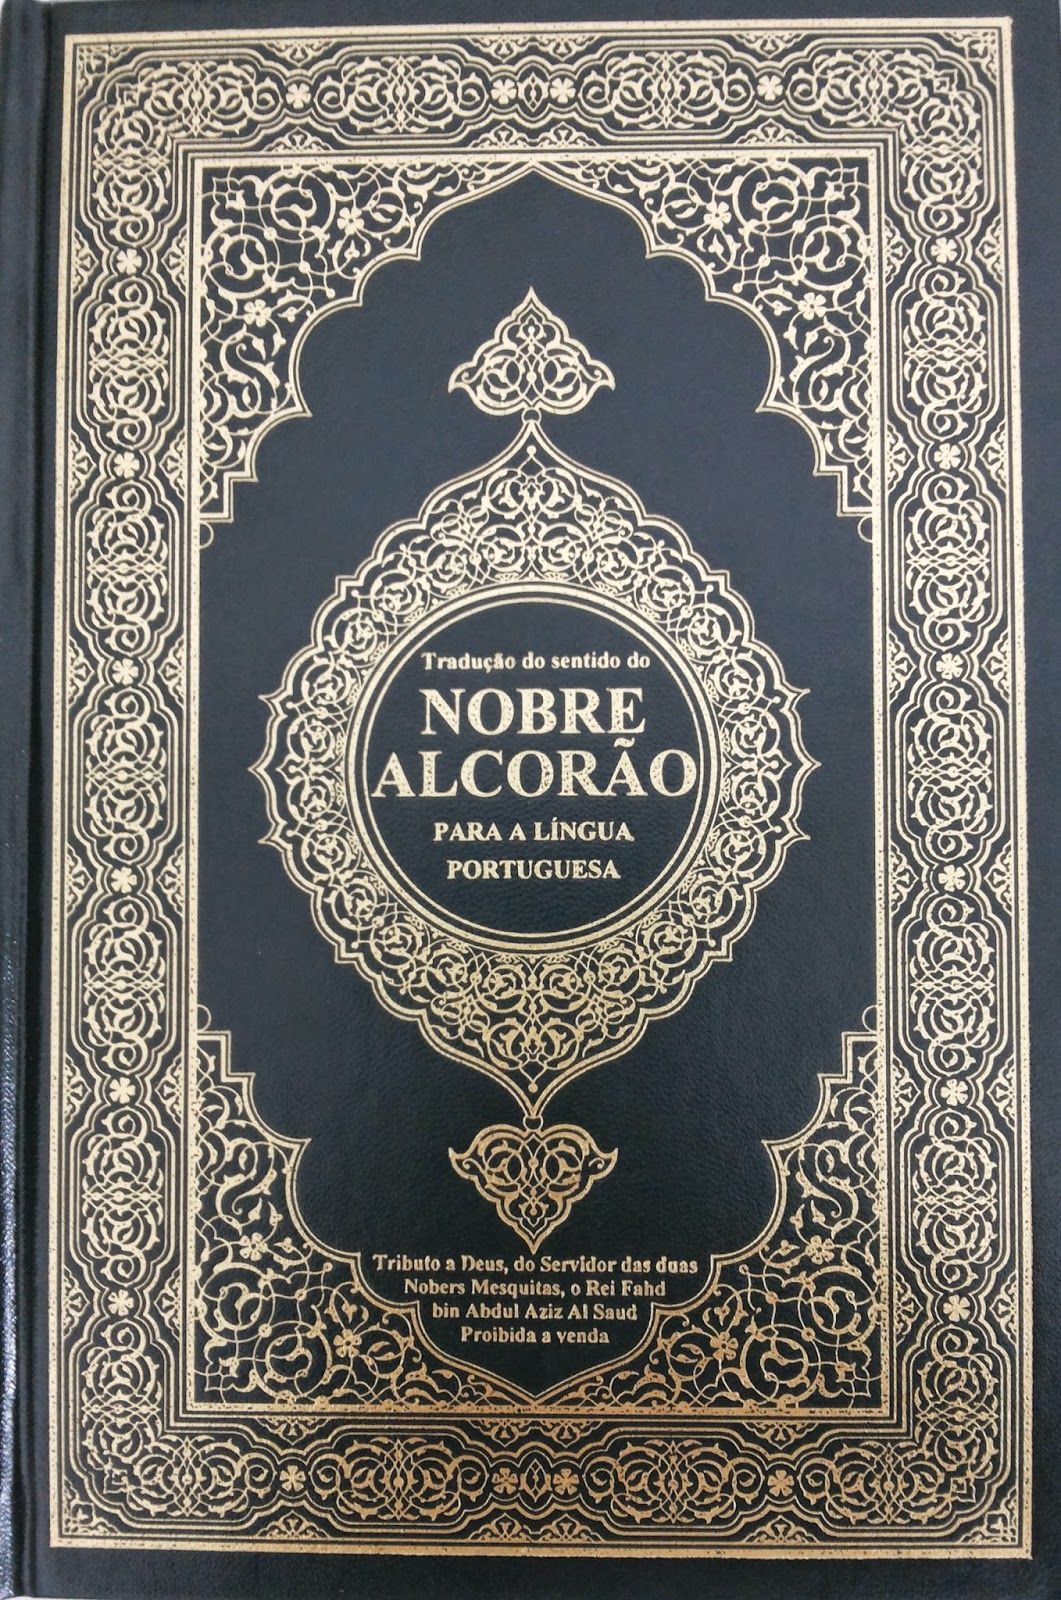 Tradução do sentido do
NOBRE
ALCORÃO
PARA A LÍNGUA
PORTUGUESA
Tributo a Deus, do Servidor das duas
Nobers Mesquitas, o Rei Fahd
bin Abdul Aziz Al Saud
Proibida a venda